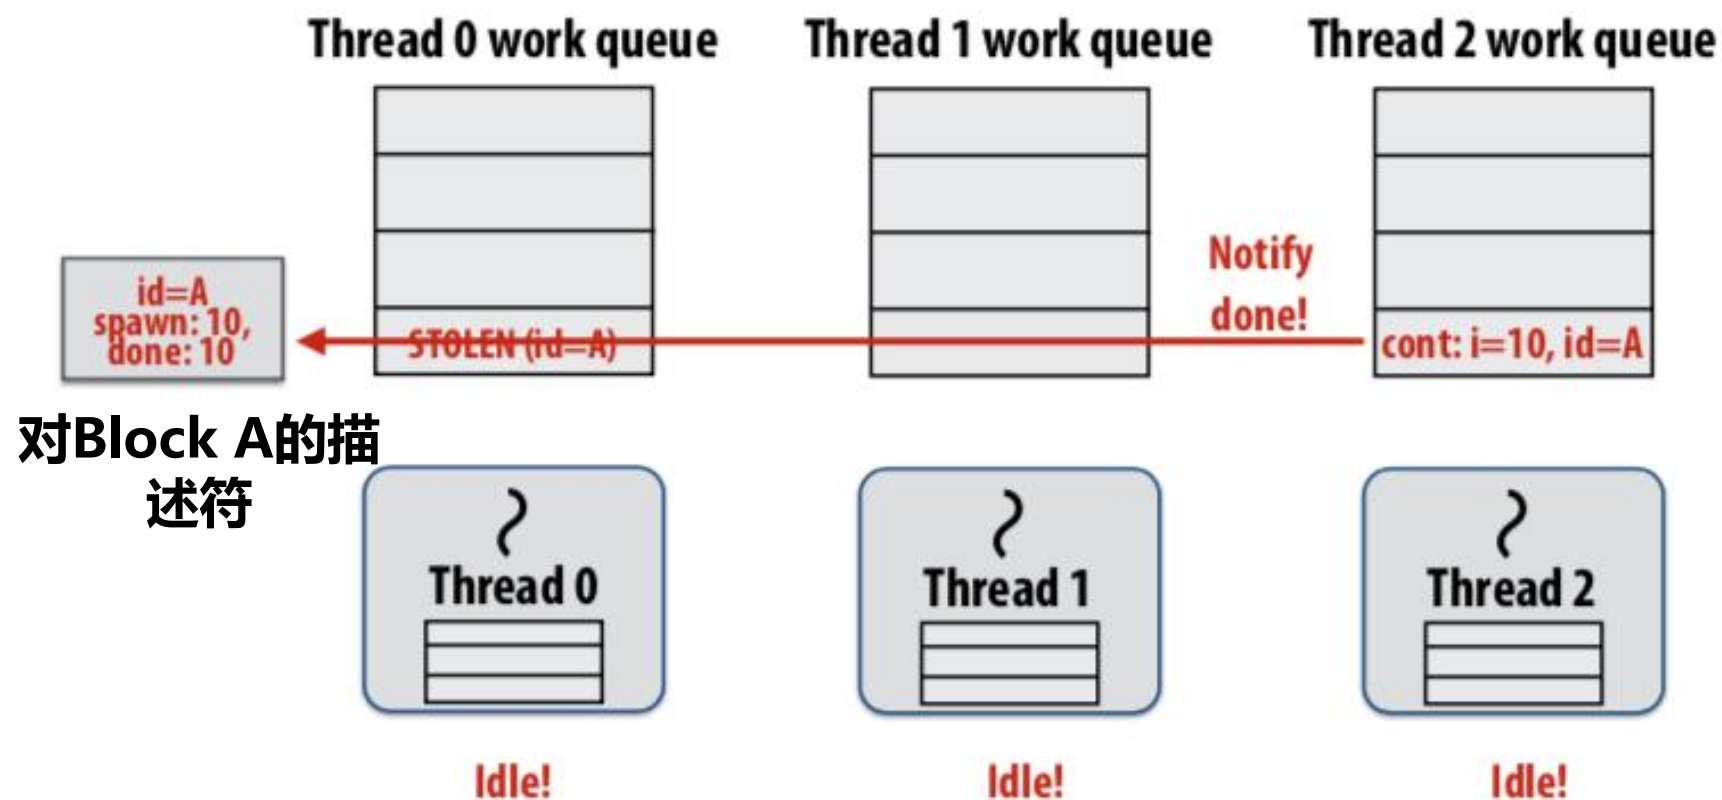 Thread 0 work queue
Thread 1 work queue
Thread 2 work queue
Notify
done!
id=A
spawn: 10,
done: 10
STOLEN (id=A)
cont: i=10, id=A
对Block A的描
述符
Thread 0
Thread 1
Thread 2
Idle!
Idle!
Idle!